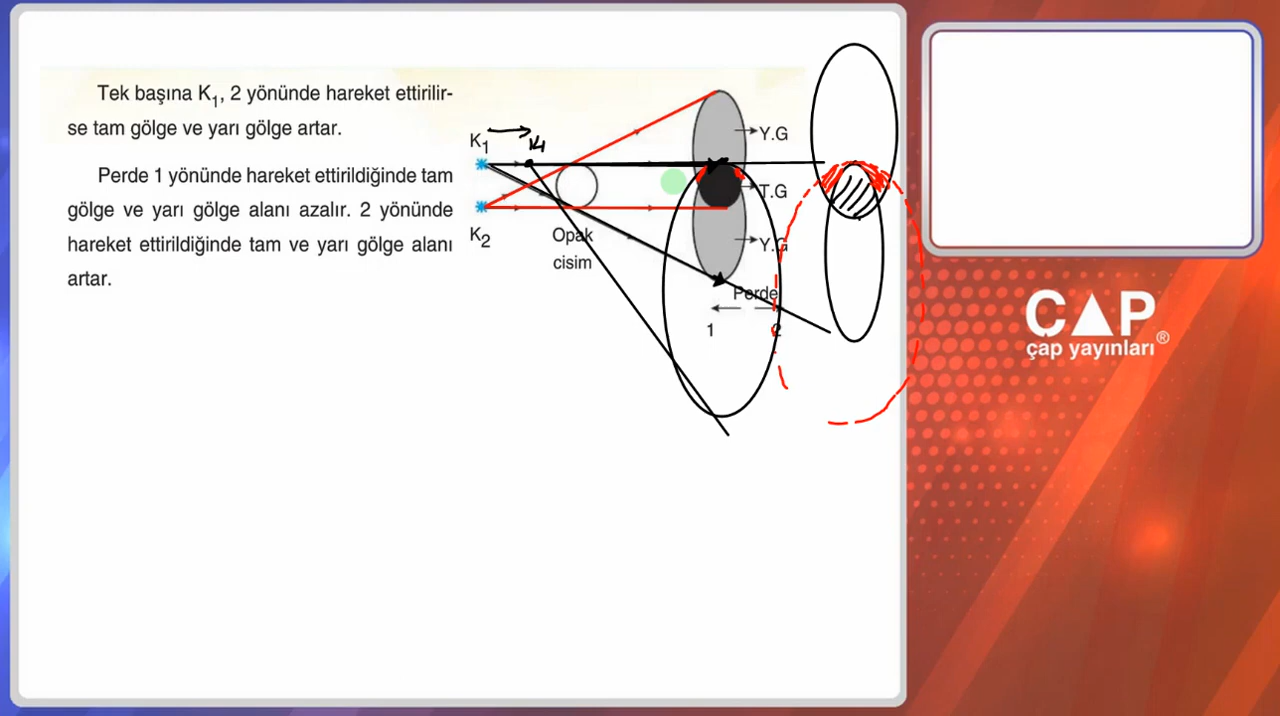 Tek başına K1, 2 yönünde hareket ettirilir-
se tam gölge ve yarı gölge artar.
Perde 1 yönünde hareket ettirildiğinde tam
gölge ve yarı gölge alanı azalır. 2 yönünde
hareket ettirildiğinde tam ve yarı gölge alanı
artar.
K1
K1
K2
Opak
cisim
Y.G
T.G
Y.G
Perde
1
2
ÇAP
çap yayınları®